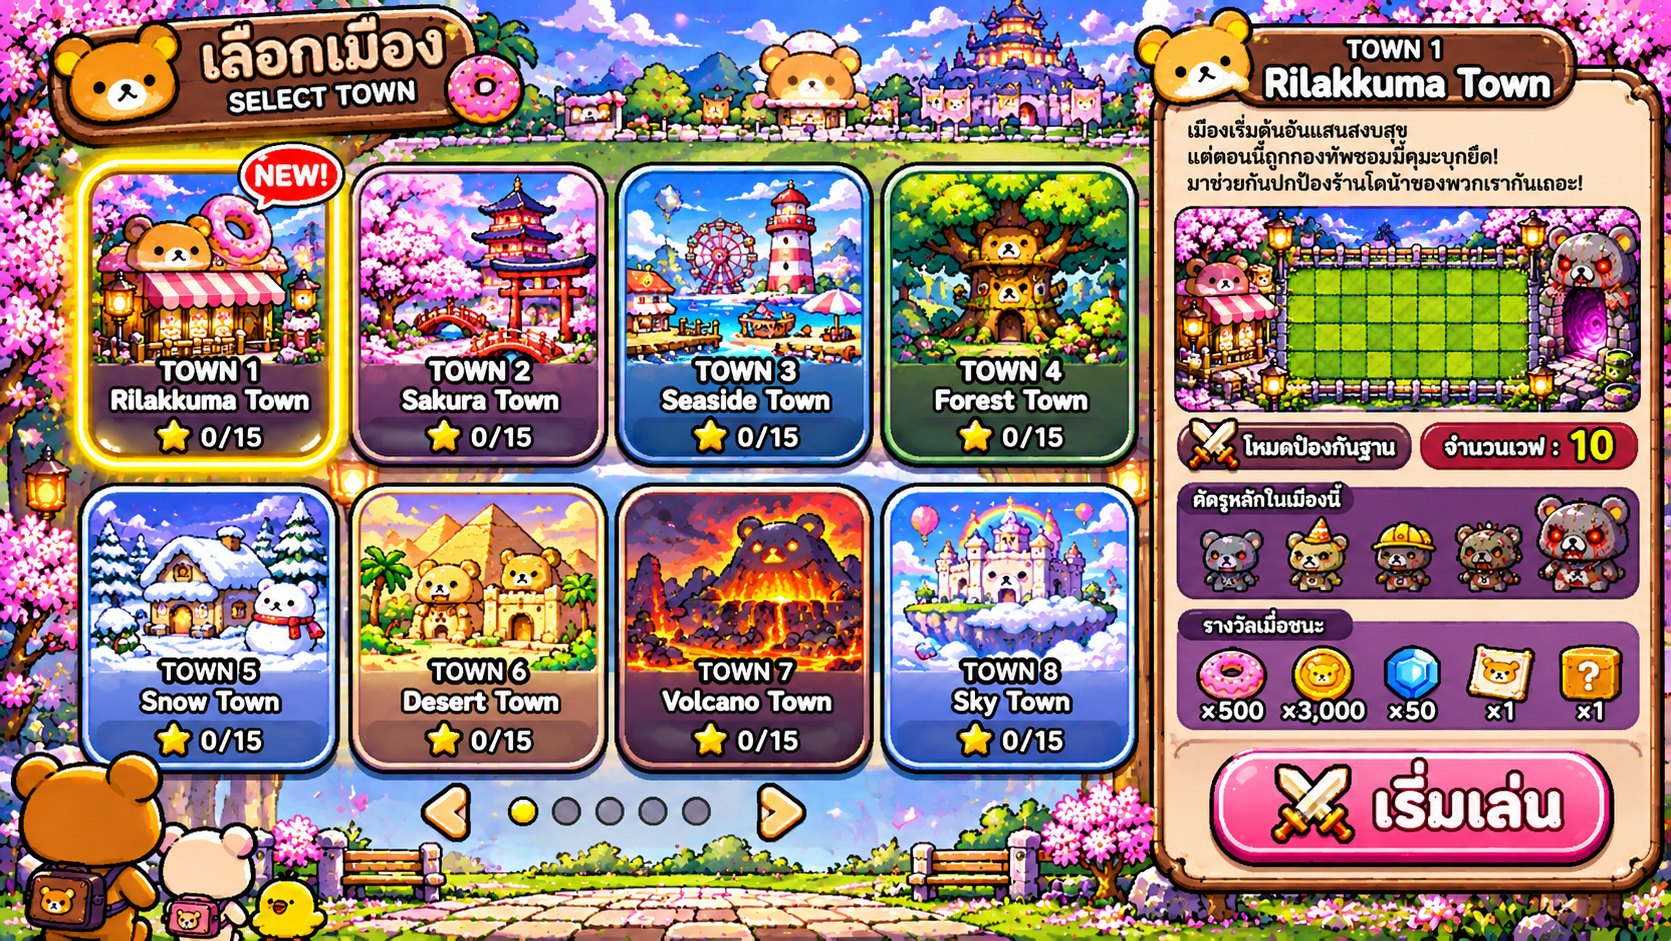 เลือกเมือง
SELECT TOWN
NEW!
TOWN 1
Rilakkuma Town
0/15
TOWN 2
Sakura Town
0/15
TOWN 3
Seaside Town
0/15
TOWN 4
Forest Town
0/15
TOWN 5
Snow Town
0/15
TOWN 6
Desert Town
0/15
TOWN 7
Volcano Town
0/15
TOWN 8
Sky Town
0/15
TOWN 1
Rilakkuma Town
เมืองเริ่มต้นอันแสนสงบสุข
แต่ตอนนี้ถูกกองทัพซอมบี้คุมะบุกยึด!
มาช่วยกันปกป้องร้านโดนัาของพวกเรากันเถอะ!
โหมดป้องกันฐาน
จำนวนเวฟ : 10
คัดรูหลักในเมืองนี้
รางวัลเมื่อชนะ
×500
×3,000
×50
×1
?
×1
เริ่มเล่น